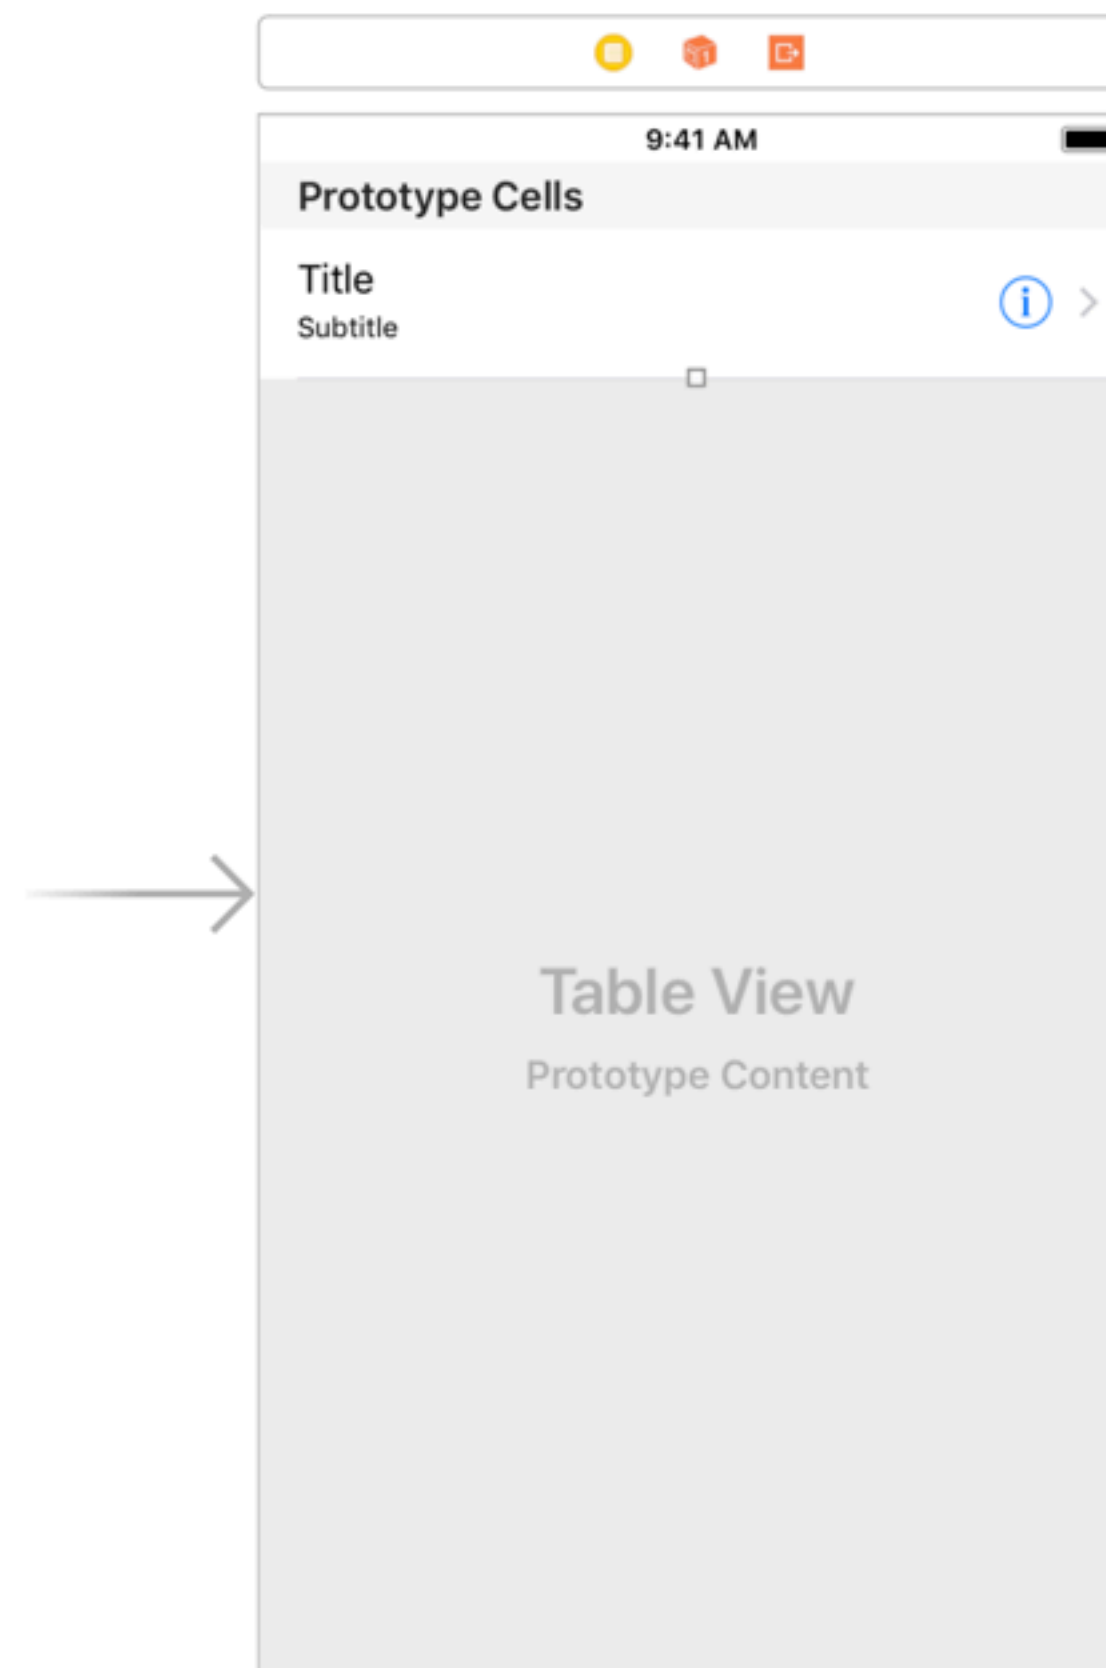 9:41 AM
Prototype Cells
Title
Subtitle
Table View
Prototype Content